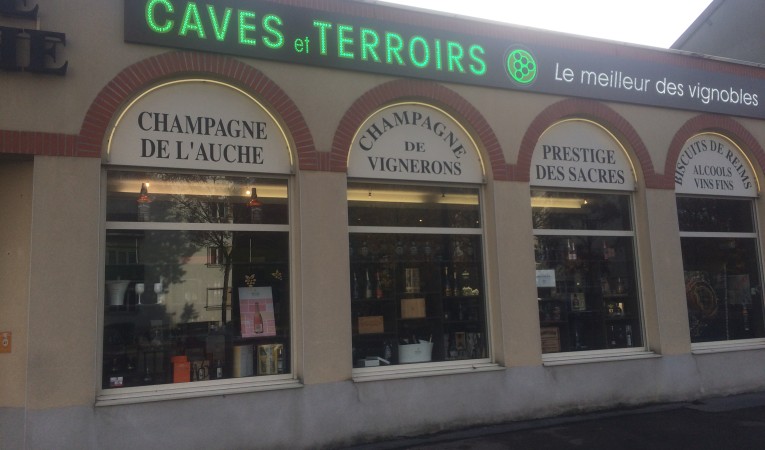 CAVES et TERROIRS
Le meilleur des vignobles
CHAMPAGNE
DE L'AUCHE
CHAMPAGNE
DE
VIGNERONS
PRESTIGE
DES SACRES
BISCUITS DE REIMS
ALCOOLS
VINS FINS